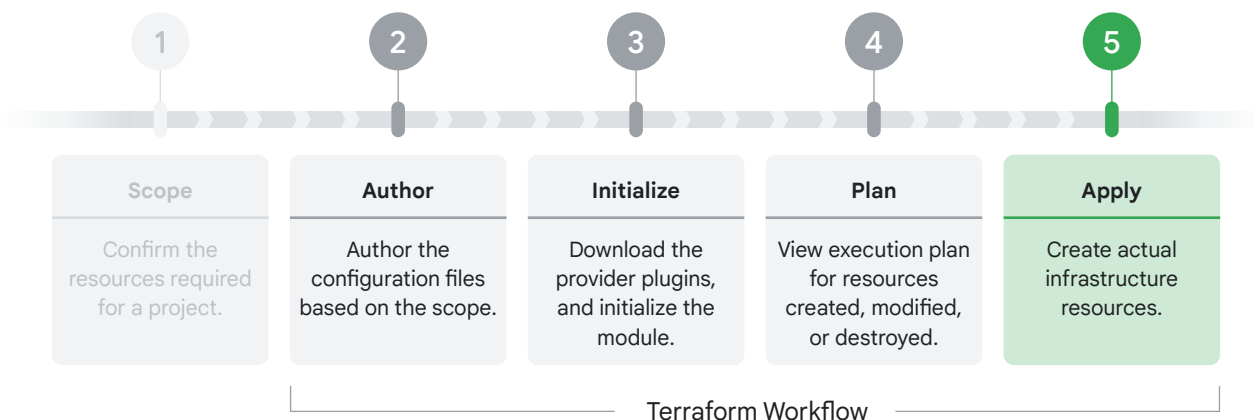 1
2
3
4
5
Scope
Confirm the
resources required
for a project.
Author
Author the
configuration files
based on the scope.
Initialize
Download the
provider plugins,
and initialize the
module.
Plan
View execution plan
for resources
created, modified,
or destroyed.
Apply
Create actual
infrastructure
resources.
Terraform Workflow